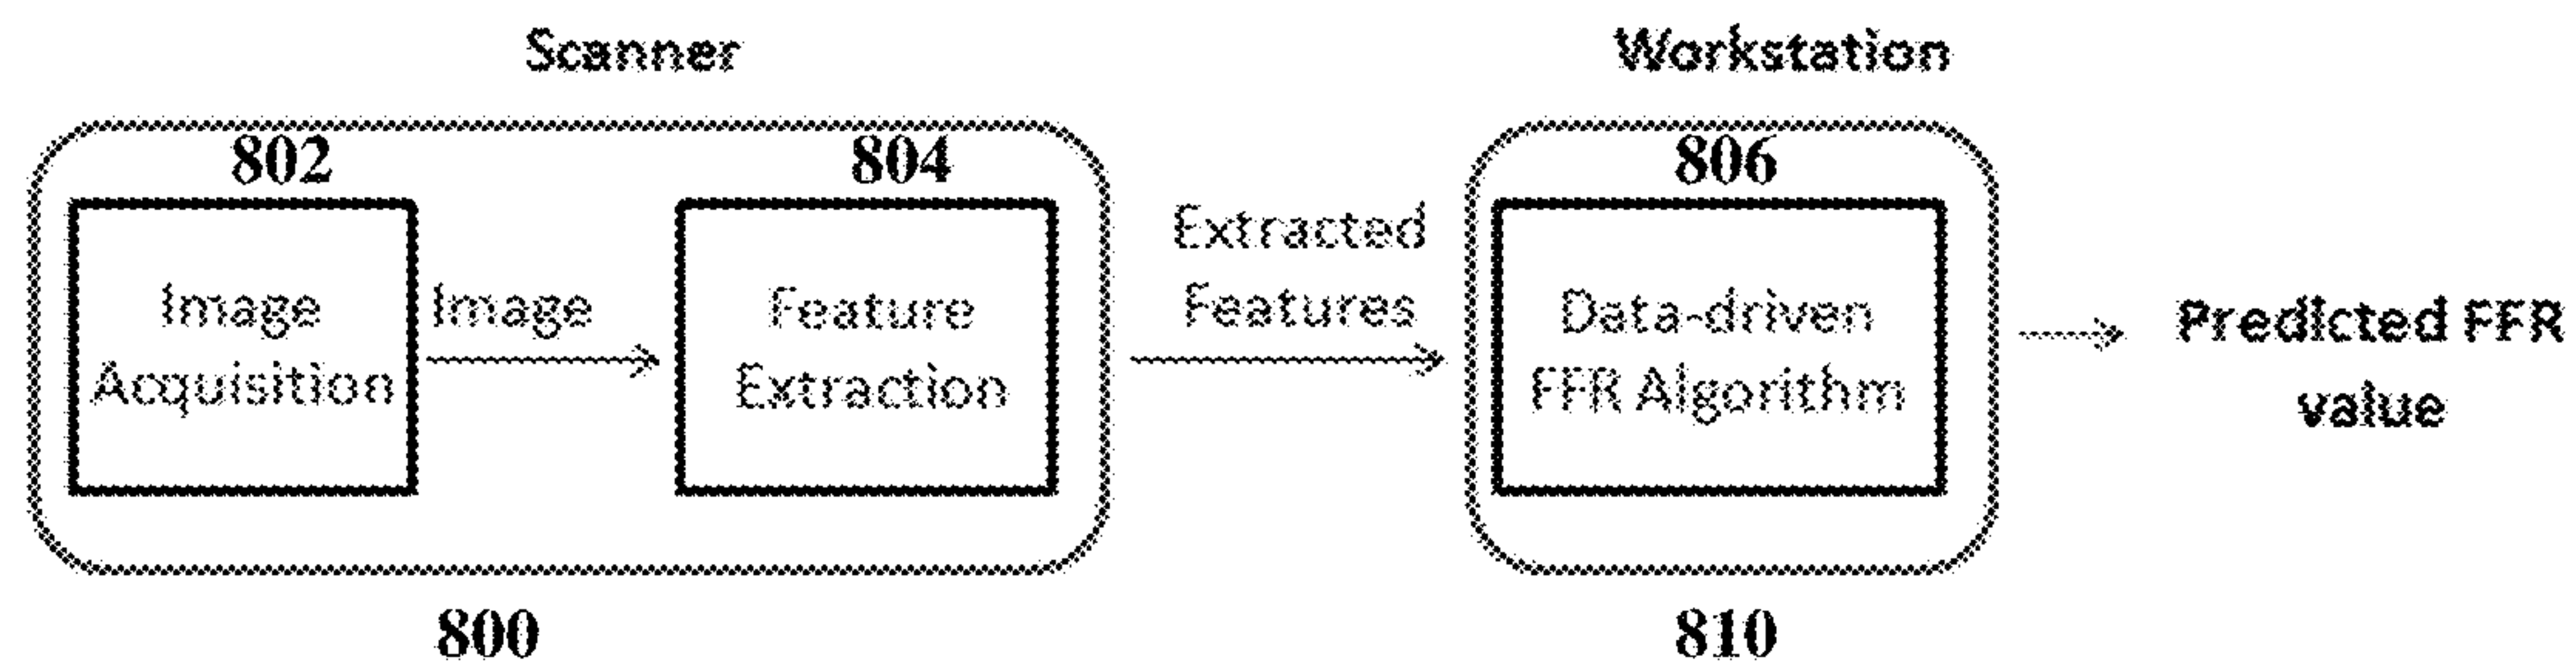 Scanner
Workstation
802
804
806
Image
Acquisition
Image
Feature
Extraction
Extracted
Features
Data-driven
FFR Algorithm
Predicted FFR
value
800
810